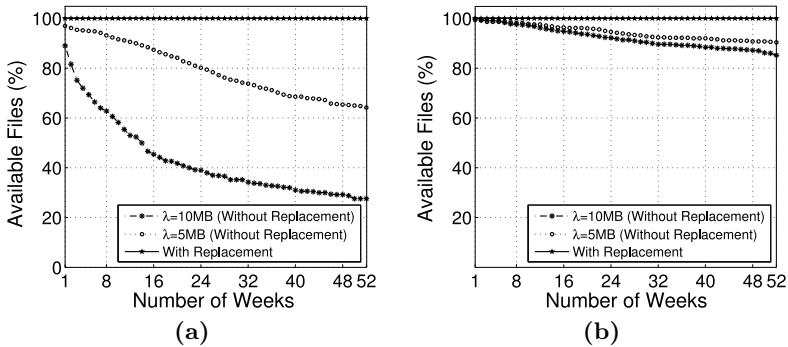 100
80
60
40
20
0
Available Files (%)
λ=10MB (Without Replacement)
λ=5MB (Without Replacement)
With Replacement
1 8 16 24 32 40 48 52
Number of Weeks
(a)
100
80
60
40
20
0
Available Files (%)
λ=10MB (Without Replacement)
λ=5MB (Without Replacement)
With Replacement
1 8 16 24 32 40 48 52
Number of Weeks
(b)